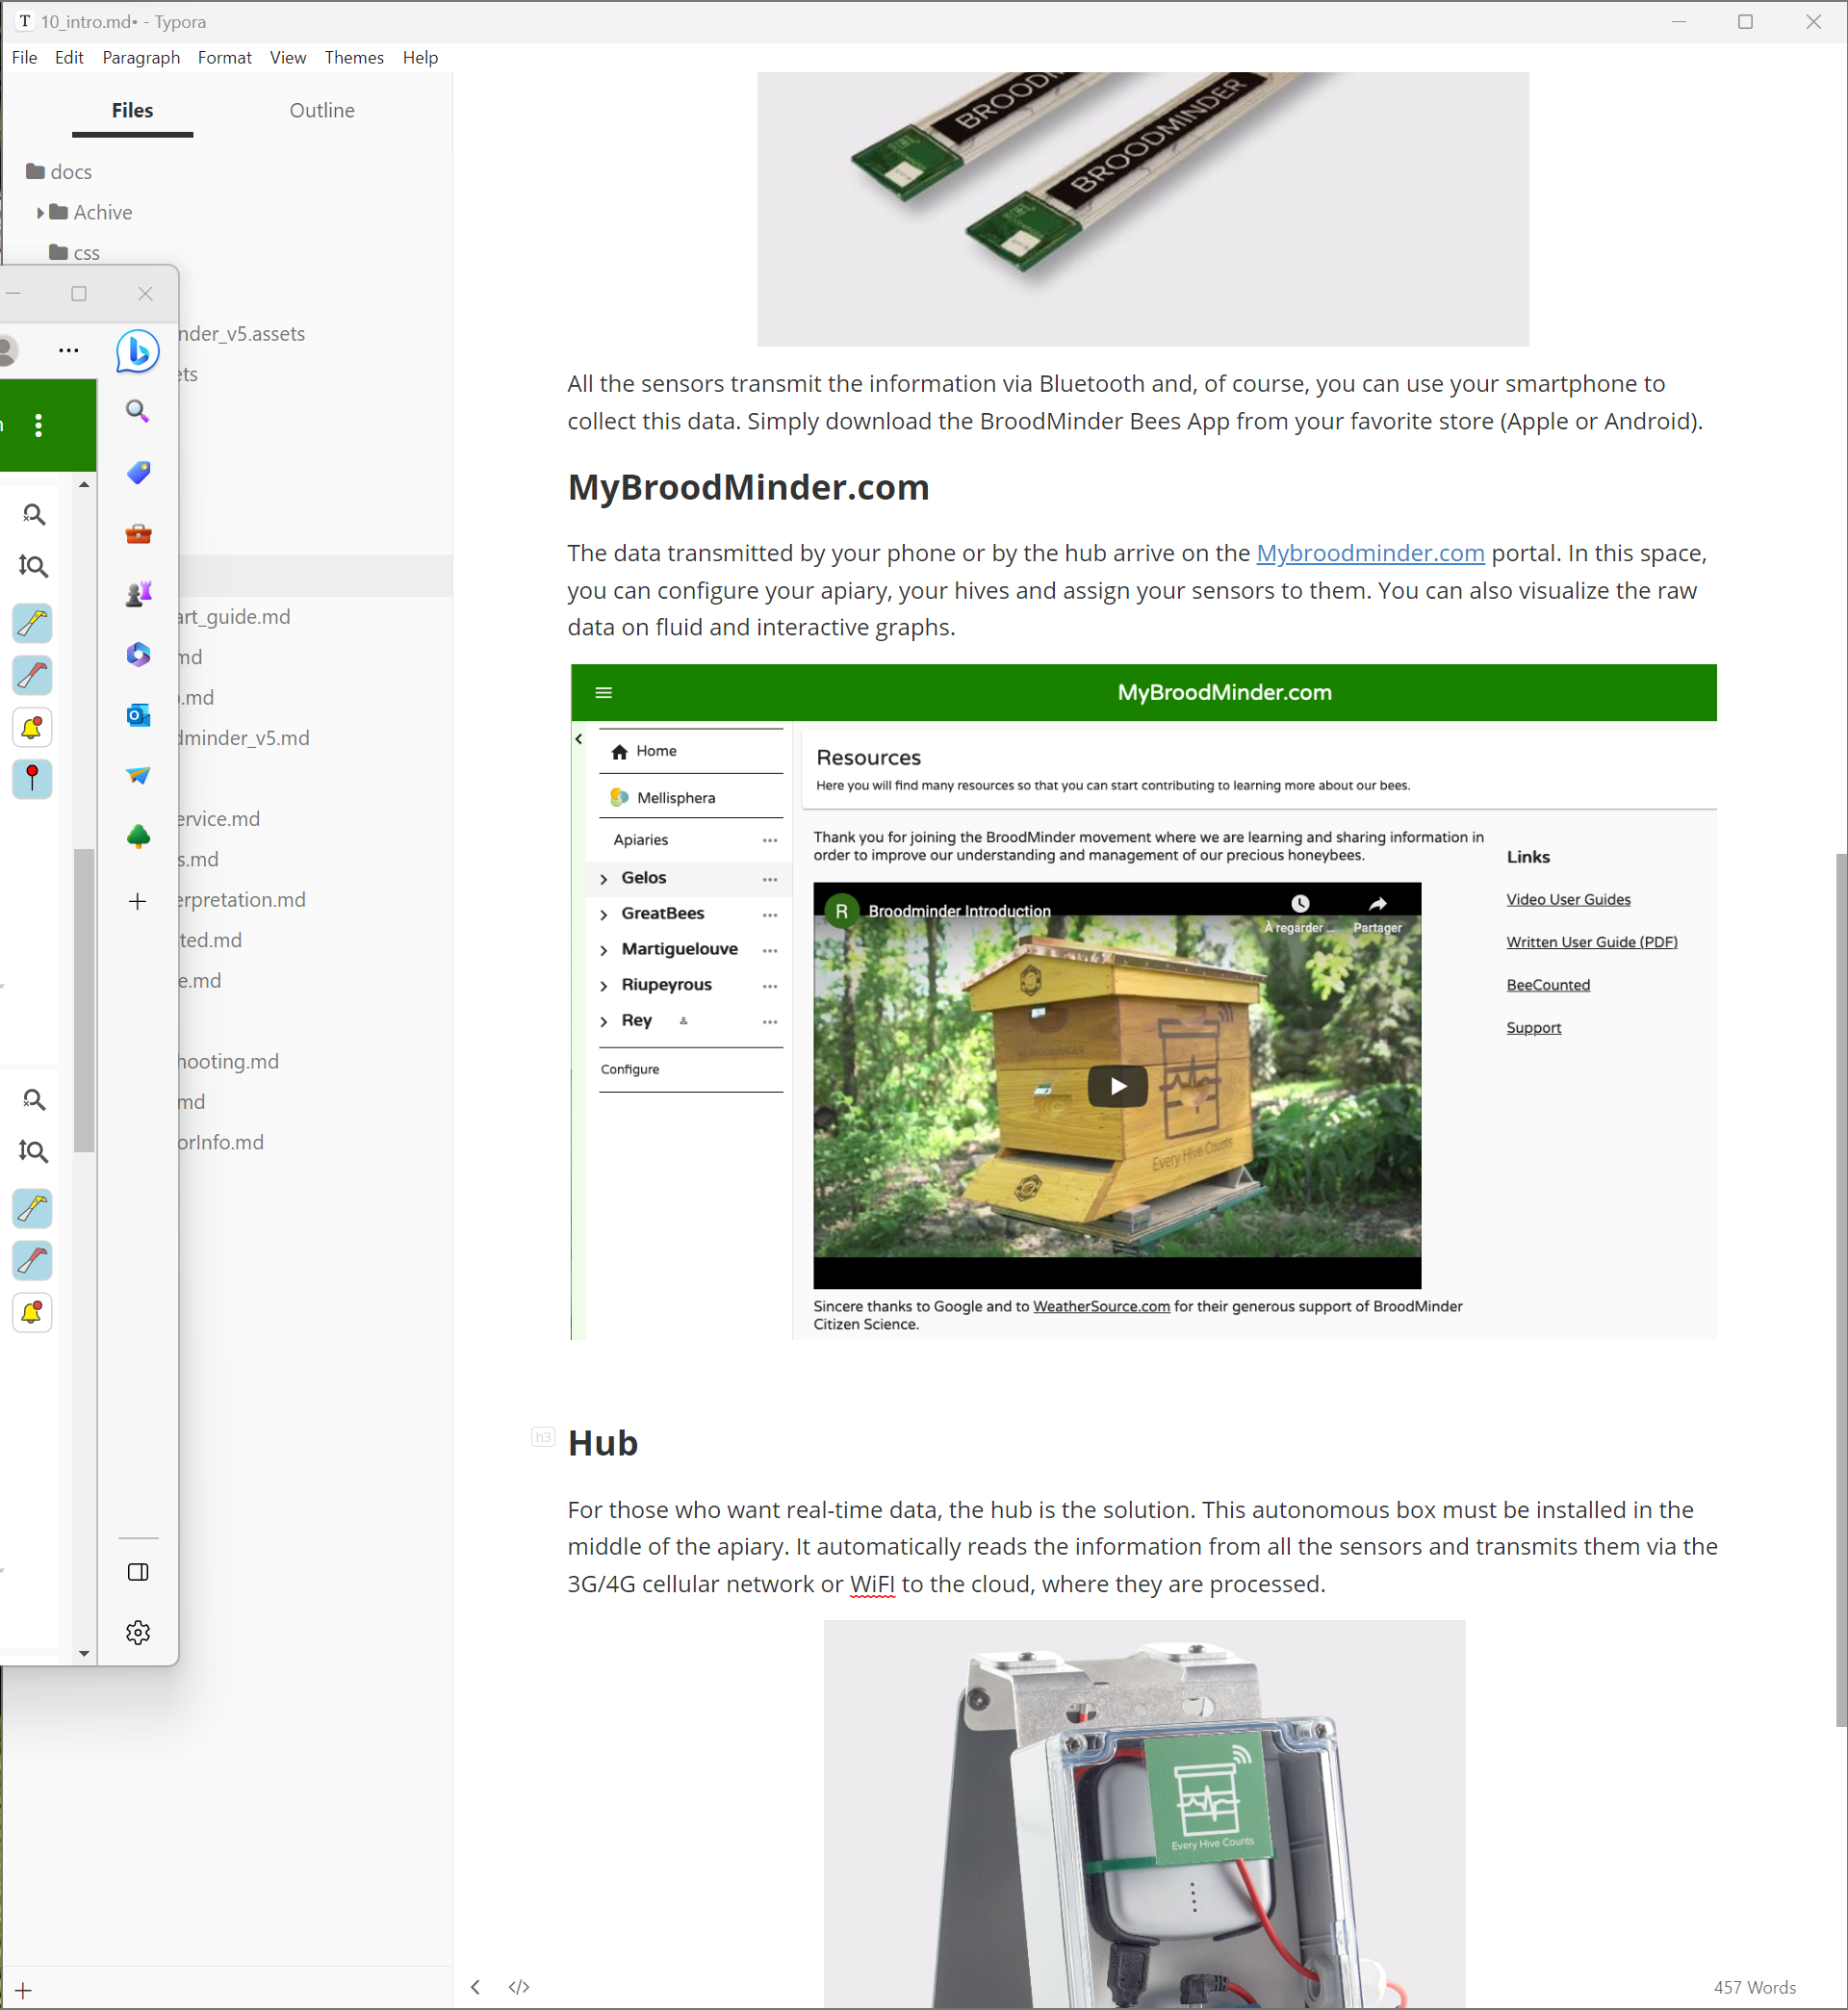 10_intro.md• - Typora
File Edit Paragraph Format View Themes Help
Files Outline
docs
Achive
css
nder_v5.assets
ets
art_guide.md
md
.md
dminder_v5.md
ervice.md
s.md
erpretation.md
ted.md
e.md
hooting.md
md
orInfo.md
BROODMINDER
All the sensors transmit the information via Bluetooth and, of course, you can use your smartphone to
collect this data. Simply download the BroodMinder Bees App from your favorite store (Apple or Android).
MyBroodMinder.com
The data transmitted by your phone or by the hub arrive on the Mybroodminder.com portal. In this space,
you can configure your apiary, your hives and assign your sensors to them. You can also visualize the raw
data on fluid and interactive graphs.
MyBroodMinder.com
Home
Mellisphera
Apiaries
Gelos
GreatBees
Martiguelouve
Riupeyrous
Rey
Configure
Resources
Here you will find many resources so that you can start contributing to learning more about our bees.
Thank you for joining the BroodMinder movement where we are learning and sharing information in
order to improve our understanding and management of our precious honeybees.
R Broodminder Introduction
À regarder ... Partager
Every Hive Counts
Sincere thanks to Google and to WeatherSource.com for their generous support of BroodMinder
Citizen Science.
Links
Video User Guides
Written User Guide (PDF)
BeeCounted
Support
h3 Hub
For those who want real-time data, the hub is the solution. This autonomous box must be installed in the
middle of the apiary. It automatically reads the information from all the sensors and transmits them via the
3G/4G cellular network or WiFI to the cloud, where they are processed.
Every Hive Counts
457 Words